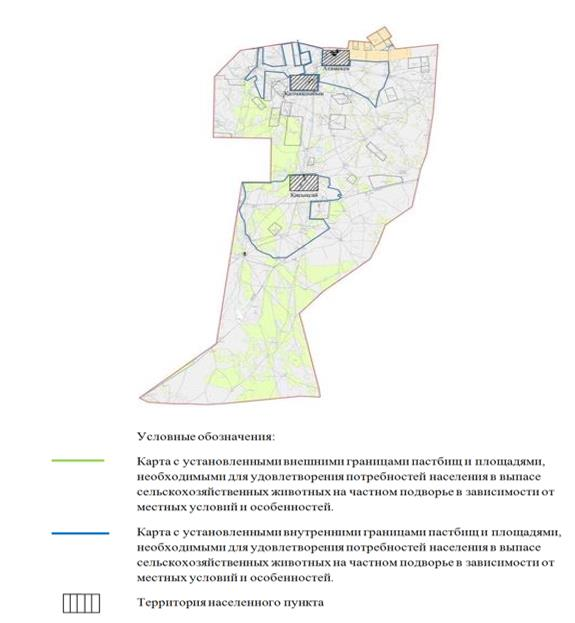 Условные обозначения:
Карта с установленными внешними границами пастбищ и площадями,
необходимыми для удовлетворения потребностей населения в выпасе
сельскохозяйственных животных на частном подворье в зависимости от
местных условий и особенностей.
Карта с установленными внутренними границами пастбищ и площадями,
необходимыми для удовлетворения потребностей населения в выпасе
сельскохозяйственных животных на частном подворье в зависимости от
местных условий и особенностей.
Территория населенного пункта